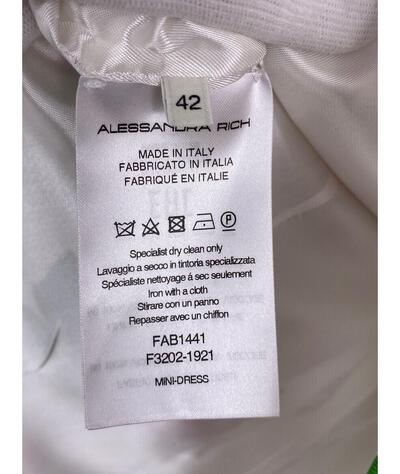 42
ALESSANDRA RICH
MADE IN ITALY
FABBRICATO IN ITALIA
FABRIQUÉ EN ITALIE
P
Specialist dry clean only
Lavaggio a secco in tintoria specializzata
Spécialiste nettoyage á sec seulement
Iron with a cloth
Stirare con un panno
Repasser avec un chiffon
FAB1441
F3202-1921
MINI-DRESS